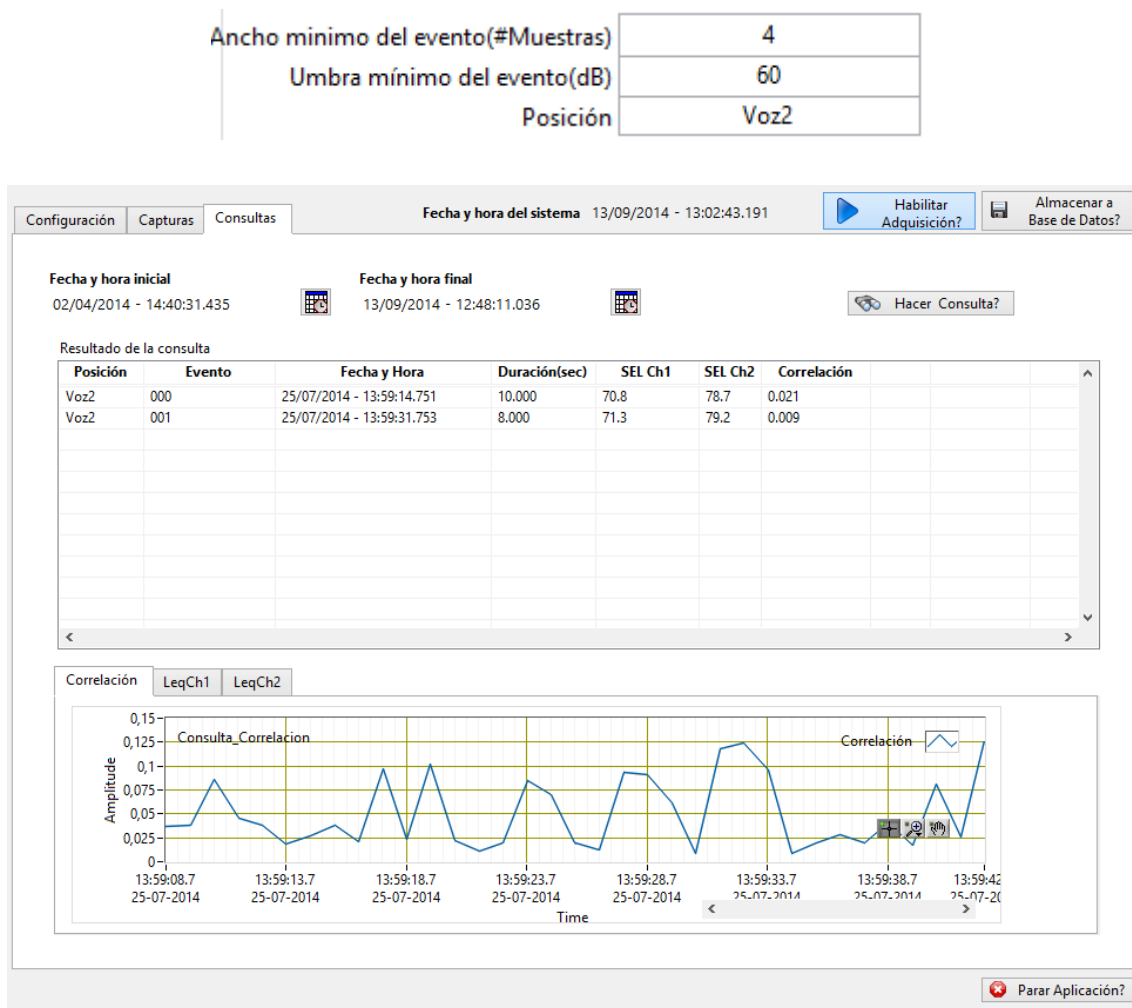 Ancho minimo del evento(#Muestras) 4
Umbra mínimo del evento(dB) 60
Posición Voz2
Configuración Capturas Consultas Fecha y hora del sistema 13/09/2014 - 13:02:43.191 Habilitar Adquisición? Almacenar a Base de Datos?
Fecha y hora inicial Fecha y hora final
02/04/2014 - 14:40:31.435 13/09/2014 - 12:48:11.036 Hacer Consulta?
Resultado de la consulta
Posición Evento Fecha y Hora Duración(sec) SEL Ch1 SEL Ch2 Correlación
Voz2 000 25/07/2014 - 13:59:14.751 10.000 70.8 78.7 0.021
Voz2 001 25/07/2014 - 13:59:31.753 8.000 71.3 79.2 0.009
Correlación LeqCh1 LeqCh2
0,15
0,125
0,1
0,075
0,05
0,025
0
Amplitude
Consulta_Correlacion Correlación
13:59:08.7 13:59:13.7 13:59:18.7 13:59:23.7 13:59:28.7 13:59:33.7 13:59:38.7 13:59:42
25-07-2014 25-07-2014 25-07-2014 25-07-2014 25-07-2014 25-07-2014 25-07-2014 25-07-20
Time
Parar Aplicación?